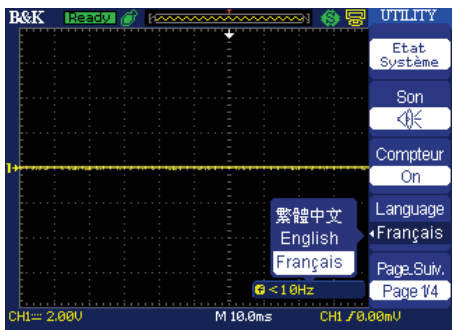 B&K Ready UTILITY
Etat
Système
Son
Compteur
On
Language
Français
繁體中文
English
Français
Page Suiv.
Page 1/4
<10Hz
CH1 2.00V M 10.0ms CH1 0.00mV